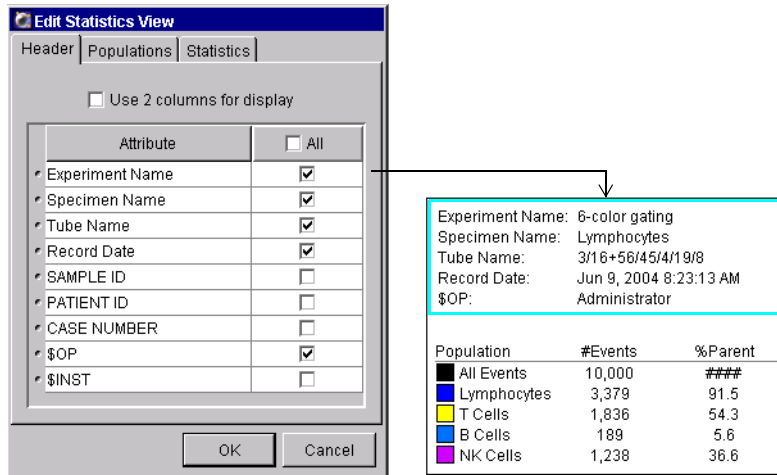 Edit Statistics View
Header Populations Statistics
Use 2 columns for display
Attribute All
Experiment Name
Specimen Name
Tube Name
Record Date
SAMPLE ID
PATIENT ID
CASE NUMBER
$OP
$INST
OK Cancel
Experiment Name: 6-color gating
Specimen Name: Lymphocytes
Tube Name: 3/16+56/45/4/19/8
Record Date: Jun 9, 2004 8:23:13 AM
$OP: Administrator
Population #Events %Parent
All Events 10,000 ####
Lymphocytes 3,379 91.5
T Cells 1,836 54.3
B Cells 189 5.6
NK Cells 1,238 36.6